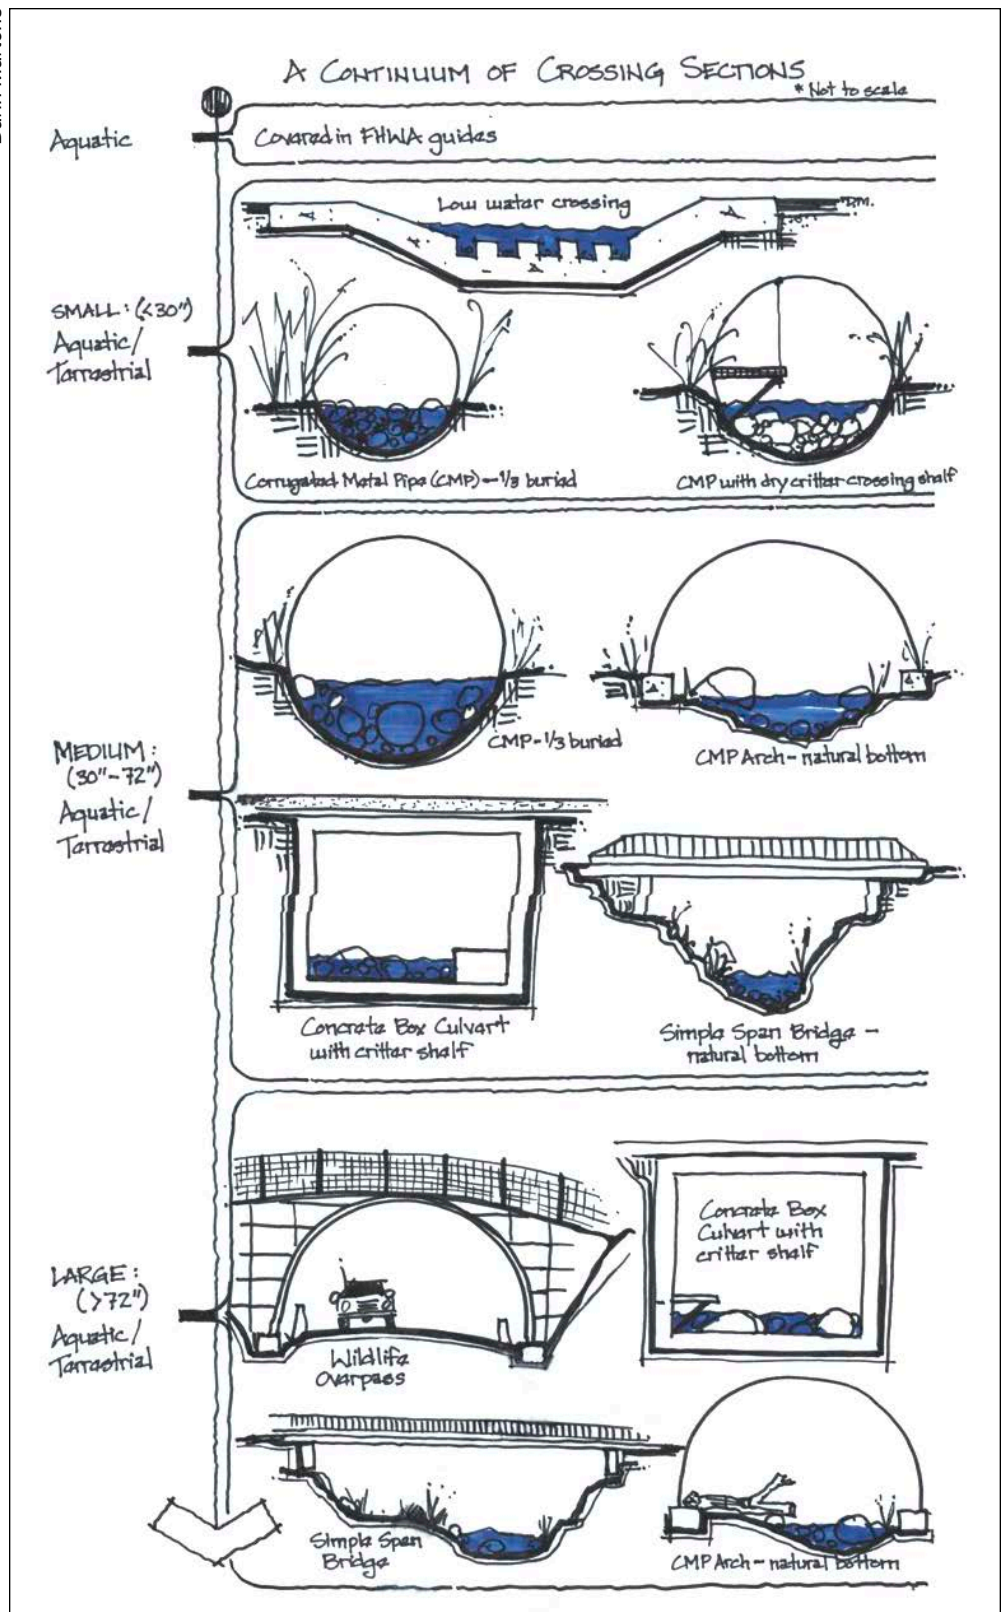 A CONTINUUM OF CROSSING SECTIONS
* Not to scale
Aquatic
Covered in FHWA guides
SMALL: (<30")
Aquatic/
Terrestrial
Low water crossing
Corrugated Metal Pipe (CMP) - 1/3 buried
CMP with dry critter crossing shelf
MEDIUM:
(30"-72")
Aquatic/
Terrestrial
CMP - 1/3 buried
CMP Arch - natural bottom
Concrete Box Culvert
with critter shelf
Simple Span Bridge -
natural bottom
LARGE:
(>72")
Aquatic/
Terrestrial
Wildlife
Overpass
Concrete Box
Culvert with
critter shelf
Simple Span
Bridge
CMP Arch - natural bottom